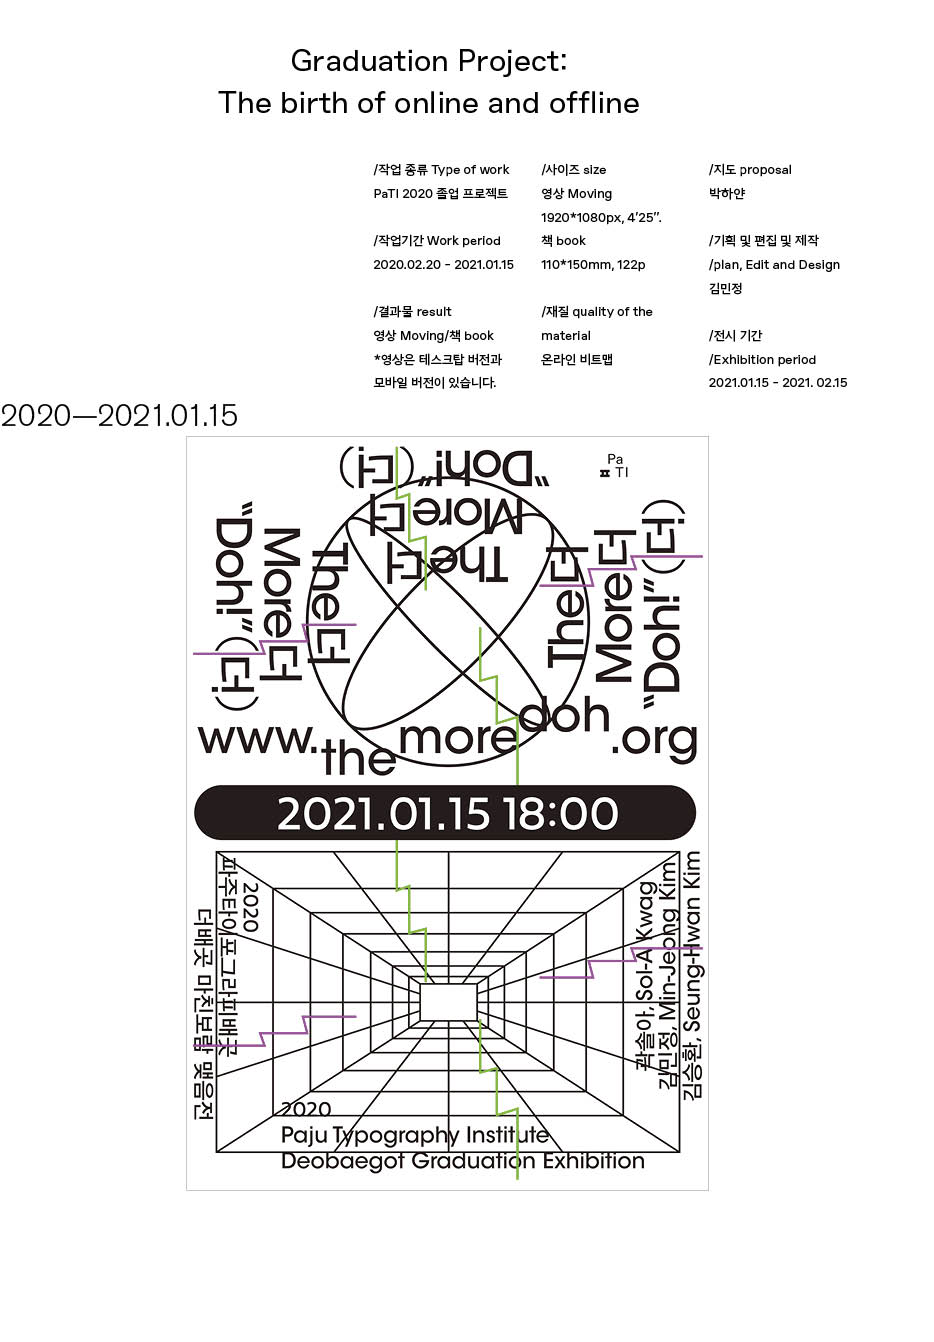 Graduation Project:
The birth of online and offline
/작업 종류 Type of work
PaTI 2020 졸업 프로젝트
/작업기간 Work period
2020.02.20 - 2021.01.15
/결과물 result
영상 Moving/책 book
*영상은 테스크탑 버전과
모바일 버전이 있습니다.
/사이즈 size
영상 Moving
1920*1080px, 4’25”.
책 book
110*150mm, 122p
/재질 quality of the
material
온라인 비트맵
/지도 proposal
박하얀
/기획 및 편집 및 제작
/plan, Edit and Design
김민정
/전시 기간
/Exhibition period
2021.01.15 - 2021. 02.15
2020—2021.01.15
The더
More더
“Doh!” (더!)
Pa
ㅍ TI
The더
More더
“Doh!” (더!)
The더
More더
“Doh!” (더!)
www.themoredoh.org
2021.01.15 18:00
2020
파주타이포그라피배곳
더배곳 마친보람 맺음전
곽솔아, Sol-A Kwag
김민정, Min-Jeong Kim
김승환, Seung-Hwan Kim
2020
Paju Typography Institute
Deobaegot Graduation Exhibition